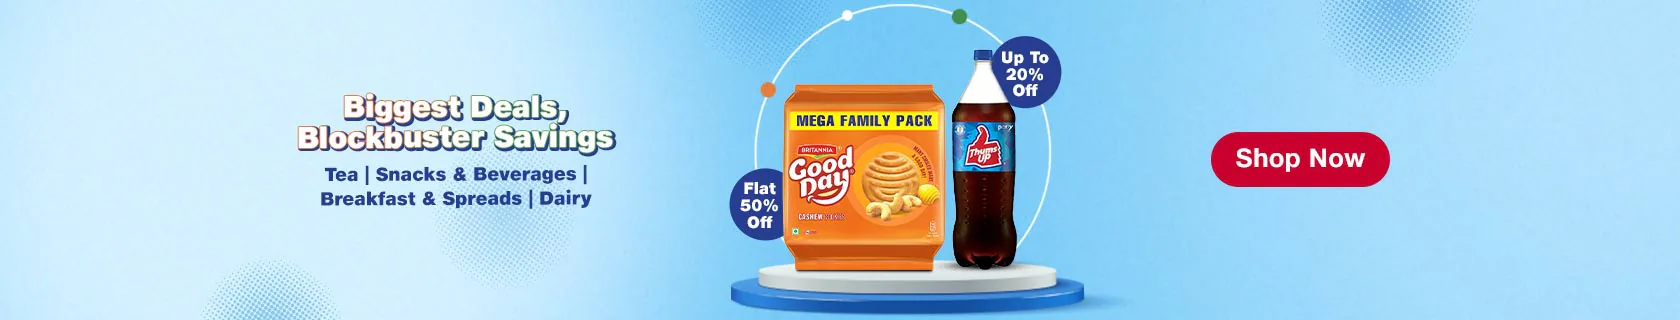 Biggest Deals,
Blockbuster Savings
Tea | Snacks & Beverages |
Breakfast & Spreads | Dairy
Flat
50%
Off
MEGA FAMILY PACK
BRITANNIA
Good
Day
CASHEW COOKIES
Up To
20%
Off
Thums
UP
Shop Now